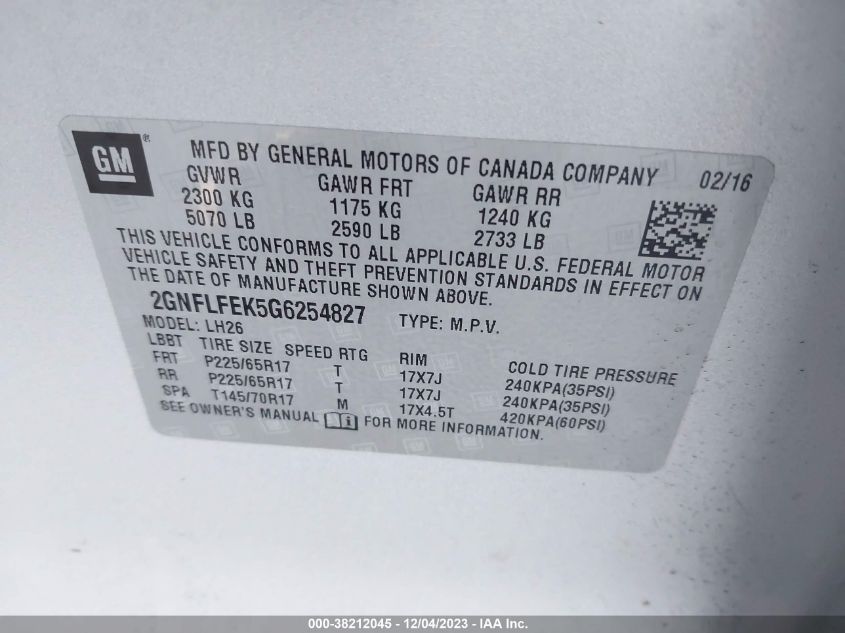 GM ® MFD BY GENERAL MOTORS OF CANADA COMPANY 02/16
GVWR GAWR FRT GAWR RR
2300 KG 1175 KG 1240 KG
5070 LB 2590 LB 2733 LB
THIS VEHICLE CONFORMS TO ALL APPLICABLE U.S. FEDERAL MOTOR
VEHICLE SAFETY AND THEFT PREVENTION STANDARDS IN EFFECT ON
THE DATE OF MANUFACTURE SHOWN ABOVE.
2GNFLFEK5G6254827 TYPE: M.P.V.
MODEL: LH26
LBBT TIRE SIZE SPEED RTG RIM COLD TIRE PRESSURE
FRT P225/65R17 T 17X7J 240KPA(35PSI)
RR P225/65R17 T 17X7J 240KPA(35PSI)
SPA T145/70R17 M 17X4.5T 420KPA(60PSI)
SEE OWNER'S MANUAL i FOR MORE INFORMATION.
000-38212045 - 12/04/2023 - IAA Inc.